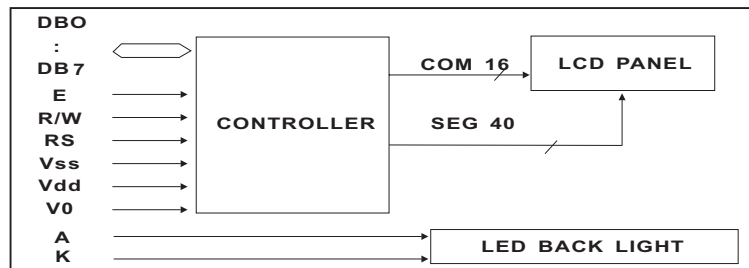 DBO
:
DB7
E
R/W
RS
Vss
Vdd
V0
A
K
CONTROLLER
COM 16
SEG 40
LCD PANEL
LED BACK LIGHT